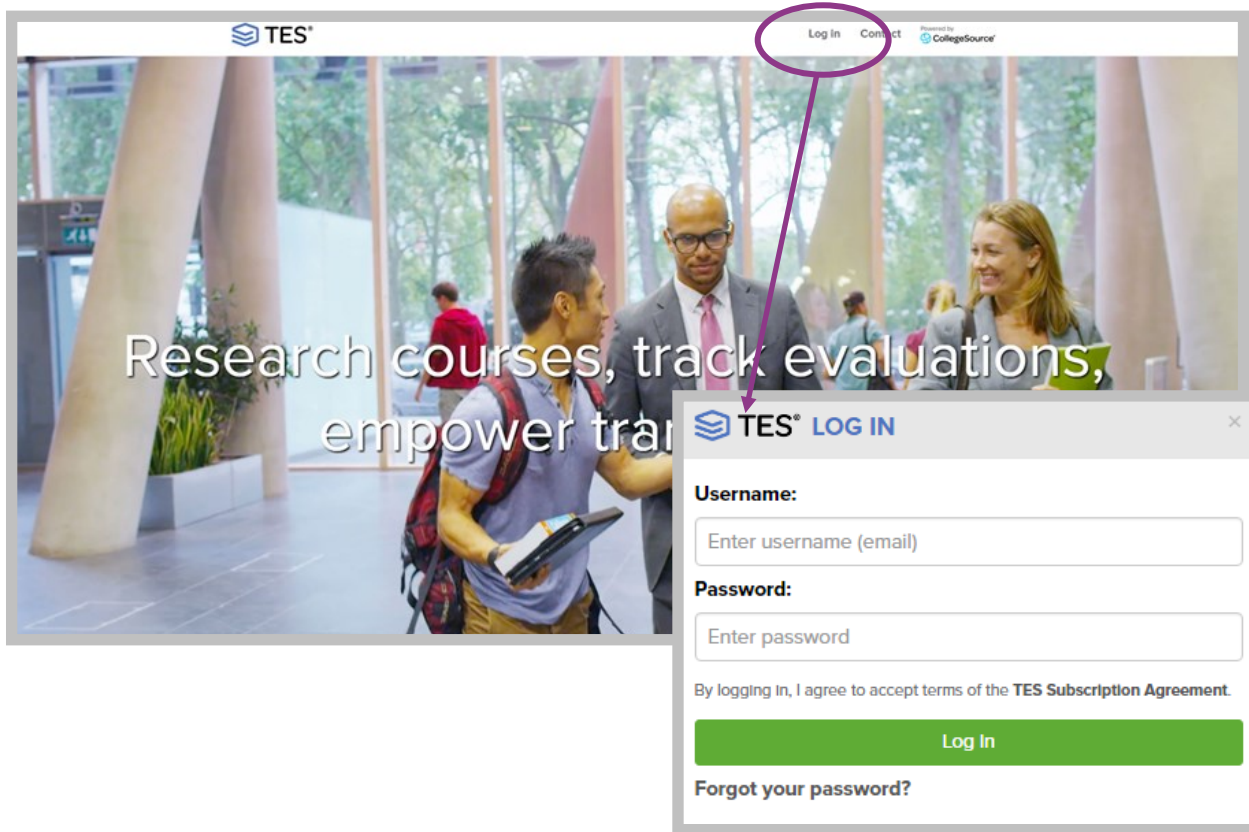 TES®
Log In Contact Powered by CollegeSource®
Research courses, track evaluations,
empower
TES® LOG IN ×
Username:
Enter username (email)
Password:
Enter password
By logging in, I agree to accept terms of the TES Subscription Agreement.
Log In
Forgot your password?